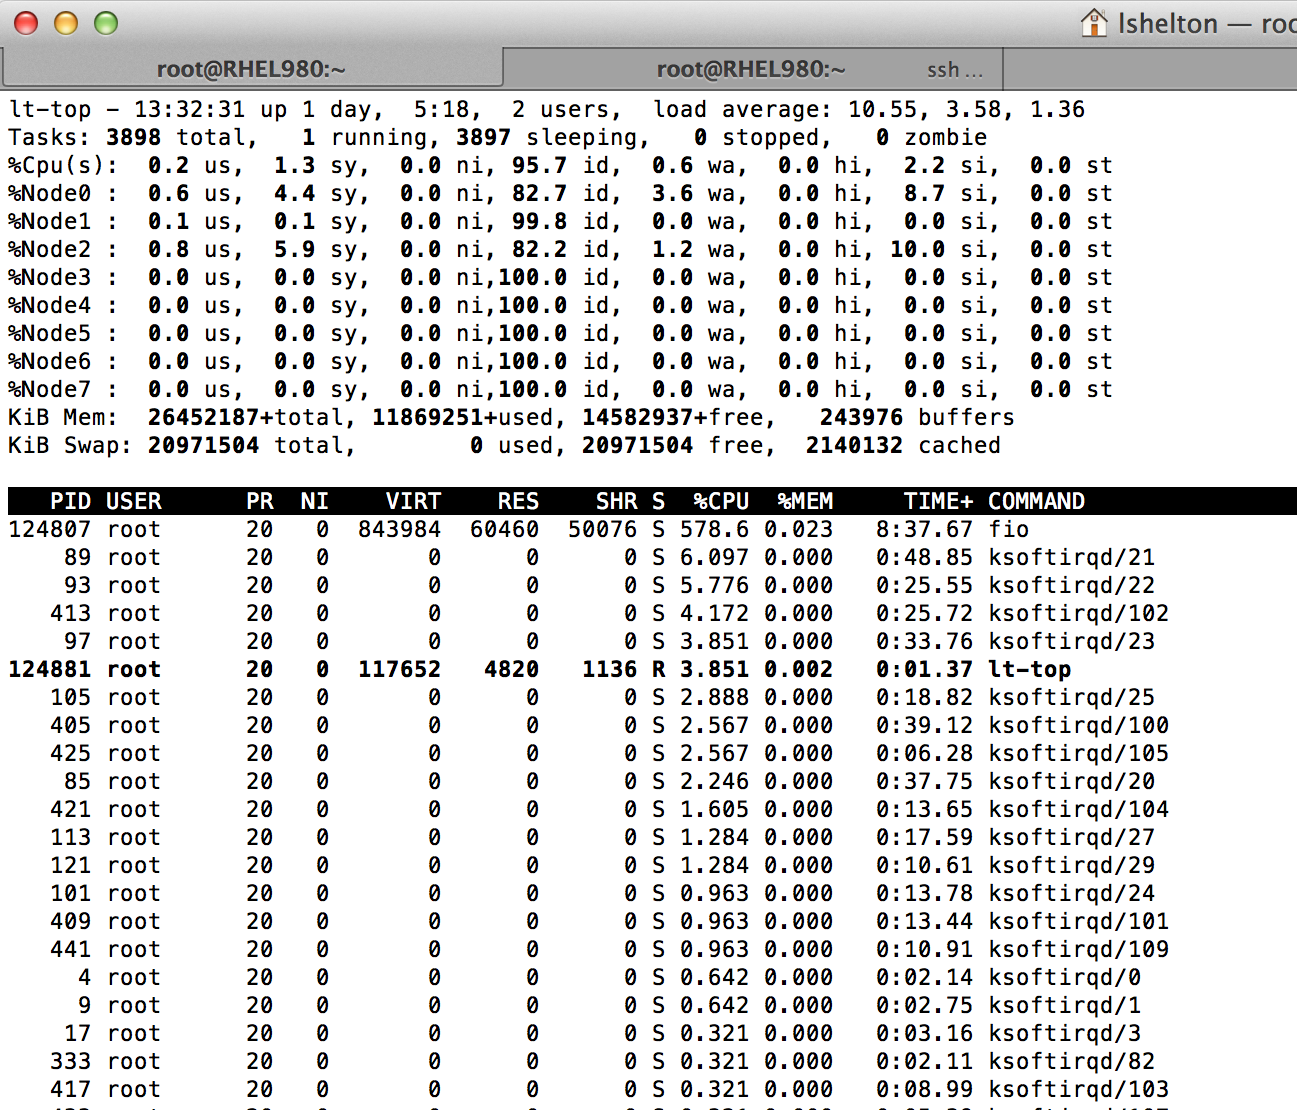 lshelton — roo
root@RHEL980:~ root@RHEL980:~ ssh ...
lt-top - 13:32:31 up 1 day,  5:18,  2 users,  load average: 10.55, 3.58, 1.36
Tasks: 3898 total,   1 running, 3897 sleeping,   0 stopped,   0 zombie
%Cpu(s):  0.2 us,  1.3 sy,  0.0 ni, 95.7 id,  0.6 wa,  0.0 hi,  2.2 si,  0.0 st
%Node0 :  0.6 us,  4.4 sy,  0.0 ni, 82.7 id,  3.6 wa,  0.0 hi,  8.7 si,  0.0 st
%Node1 :  0.1 us,  0.1 sy,  0.0 ni, 99.8 id,  0.0 wa,  0.0 hi,  0.0 si,  0.0 st
%Node2 :  0.8 us,  5.9 sy,  0.0 ni, 82.2 id,  1.2 wa,  0.0 hi, 10.0 si,  0.0 st
%Node3 :  0.0 us,  0.0 sy,  0.0 ni,100.0 id,  0.0 wa,  0.0 hi,  0.0 si,  0.0 st
%Node4 :  0.0 us,  0.0 sy,  0.0 ni,100.0 id,  0.0 wa,  0.0 hi,  0.0 si,  0.0 st
%Node5 :  0.0 us,  0.0 sy,  0.0 ni,100.0 id,  0.0 wa,  0.0 hi,  0.0 si,  0.0 st
%Node6 :  0.0 us,  0.0 sy,  0.0 ni,100.0 id,  0.0 wa,  0.0 hi,  0.0 si,  0.0 st
%Node7 :  0.0 us,  0.0 sy,  0.0 ni,100.0 id,  0.0 wa,  0.0 hi,  0.0 si,  0.0 st
KiB Mem:  26452187+total, 11869251+used, 14582937+free,   243976 buffers
KiB Swap: 20971504 total,        0 used, 20971504 free,  2140132 cached
PID USER PR NI VIRT RES SHR S %CPU %MEM TIME+ COMMAND
124807 root 20 0 843984 60460 50076 S 578.6 0.023 8:37.67 fio
89 root 20 0 0 0 0 S 6.097 0.000 0:48.85 ksoftirqd/21
93 root 20 0 0 0 0 S 5.776 0.000 0:25.55 ksoftirqd/22
413 root 20 0 0 0 0 S 4.172 0.000 0:25.72 ksoftirqd/102
97 root 20 0 0 0 0 S 3.851 0.000 0:33.76 ksoftirqd/23
124881 root 20 0 117652 4820 1136 R 3.851 0.002 0:01.37 lt-top
105 root 20 0 0 0 0 S 2.888 0.000 0:18.82 ksoftirqd/25
405 root 20 0 0 0 0 S 2.567 0.000 0:39.12 ksoftirqd/100
425 root 20 0 0 0 0 S 2.567 0.000 0:06.28 ksoftirqd/105
85 root 20 0 0 0 0 S 2.246 0.000 0:37.75 ksoftirqd/20
421 root 20 0 0 0 0 S 1.605 0.000 0:13.65 ksoftirqd/104
113 root 20 0 0 0 0 S 1.284 0.000 0:17.59 ksoftirqd/27
121 root 20 0 0 0 0 S 1.284 0.000 0:10.61 ksoftirqd/29
101 root 20 0 0 0 0 S 0.963 0.000 0:13.78 ksoftirqd/24
409 root 20 0 0 0 0 S 0.963 0.000 0:13.44 ksoftirqd/101
441 root 20 0 0 0 0 S 0.963 0.000 0:10.91 ksoftirqd/109
4 root 20 0 0 0 0 S 0.642 0.000 0:02.14 ksoftirqd/0
9 root 20 0 0 0 0 S 0.642 0.000 0:02.75 ksoftirqd/1
17 root 20 0 0 0 0 S 0.321 0.000 0:03.16 ksoftirqd/3
333 root 20 0 0 0 0 S 0.321 0.000 0:02.11 ksoftirqd/82
417 root 20 0 0 0 0 S 0.321 0.000 0:08.99 ksoftirqd/103